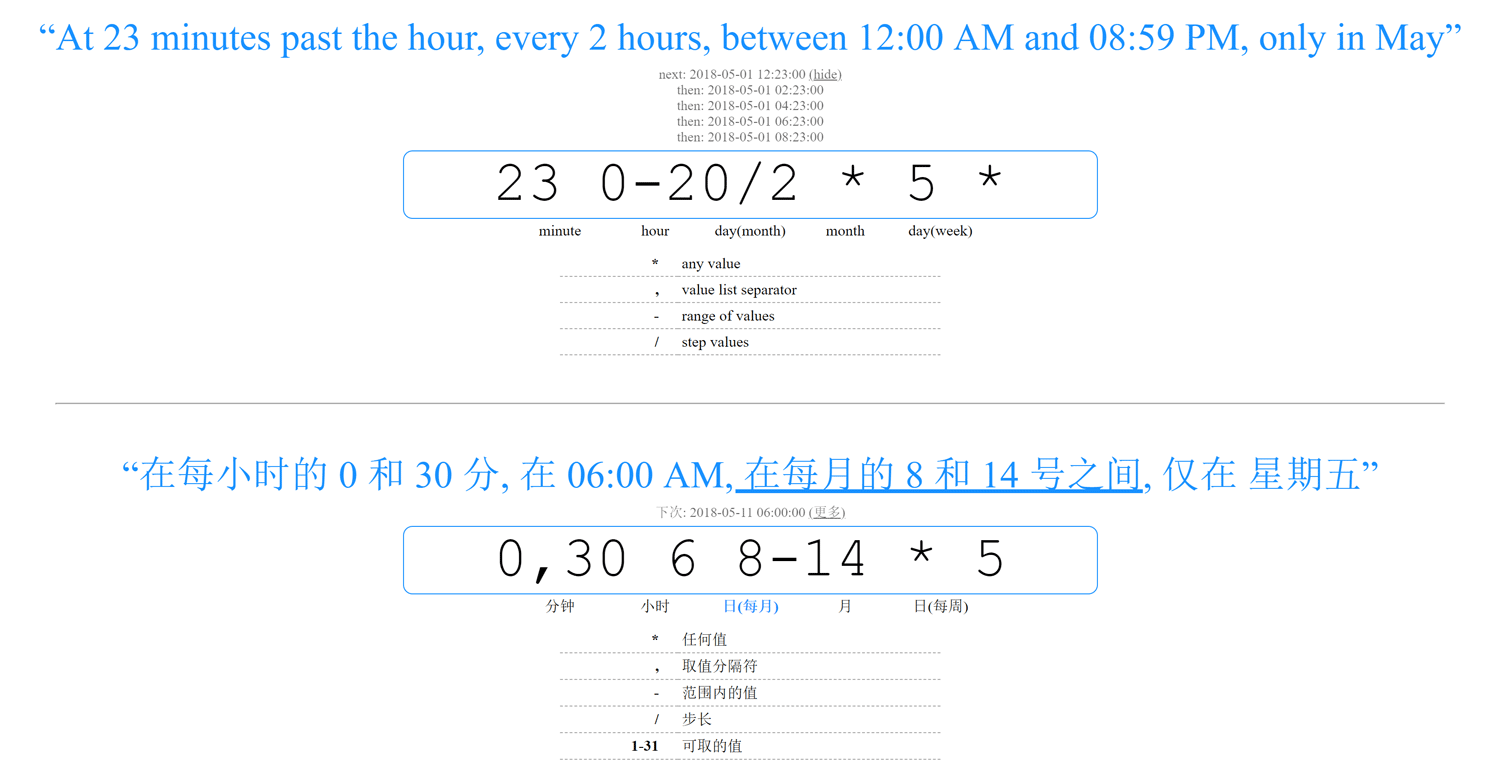 “At 23 minutes past the hour, every 2 hours, between 12:00 AM and 08:59 PM, only in May”
next: 2018-05-01 12:23:00 (hide)
then: 2018-05-01 02:23:00
then: 2018-05-01 04:23:00
then: 2018-05-01 06:23:00
then: 2018-05-01 08:23:00
23 0-20/2 * 5 *
minute hour day(month) month day(week)
* any value
, value list separator
- range of values
/ step values
“在每小时的 0 和 30 分, 在 06:00 AM, 在每月的 8 和 14 号之间, 仅在 星期五”
下次: 2018-05-11 06:00:00 (更多)
0,30 6 8-14 * 5
分钟 小时 日(每月) 月 日(每周)
* 任何值
, 取值分隔符
- 范围内的值
/ 步长
1-31 可取的值